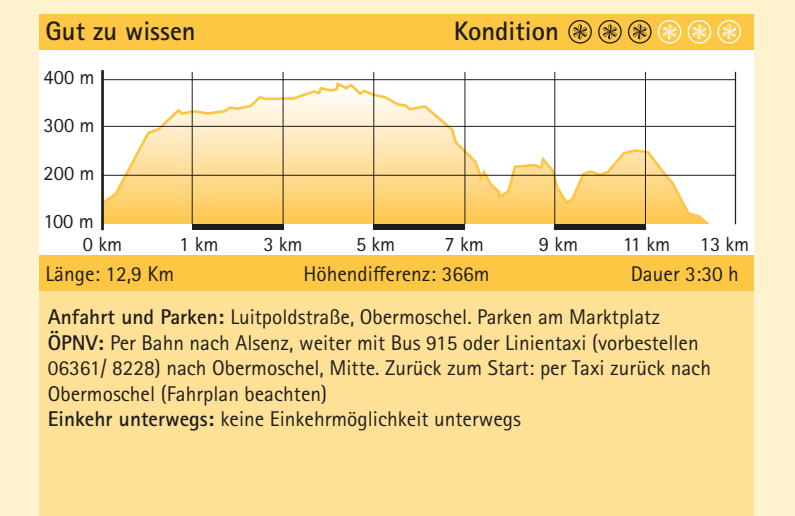 Gut zu wissen Kondition
400 m
300 m
200 m
100 m
0 km 1 km 3 km 5 km 7 km 9 km 11 km 13 km
Länge: 12,9 Km Höhendifferenz: 366m Dauer 3:30 h
Anfahrt und Parken: Luitpoldstraße, Obermoschel. Parken am Marktplatz
ÖPNV: Per Bahn nach Alsenz, weiter mit Bus 915 oder Linientaxi (vorbestellen
06361/ 8228) nach Obermoschel, Mitte. Zurück zum Start: per Taxi zurück nach
Obermoschel (Fahrplan beachten)
Einkehr unterwegs: keine Einkehrmöglichkeit unterwegs